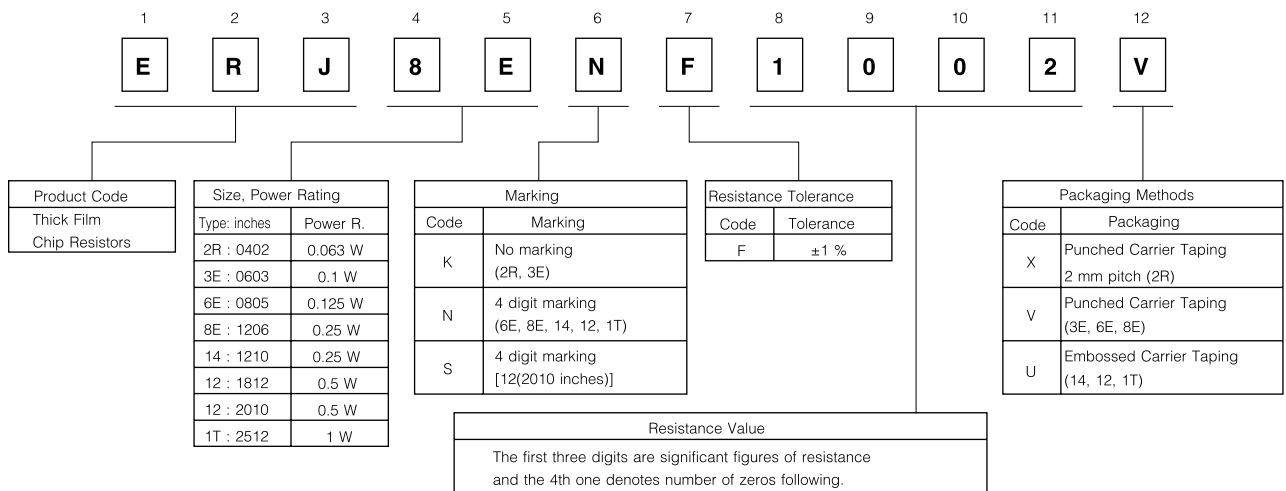 1 2 3 4 5 6 7 8 9 10 11 12
E R J 8 E N F 1 0 0 2 V
Product Code
Thick Film
Chip Resistors
Size, Power Rating
Type: inches Power R.
2R : 0402 0.063 W
3E : 0603 0.1 W
6E : 0805 0.125 W
8E : 1206 0.25 W
14 : 1210 0.25 W
12 : 1812 0.5 W
12 : 2010 0.5 W
1T : 2512 1 W
Marking
Code Marking
K
No marking
(2R, 3E)
N
4 digit marking
(6E, 8E, 14, 12, 1T)
S
4 digit marking
[12(2010 inches)]
Resistance Tolerance
Code Tolerance
F ±1 %
Resistance Value
The first three digits are significant figures of resistance
and the 4th one denotes number of zeros following.
Packaging Methods
Code Packaging
X
Punched Carrier Taping
2 mm pitch (2R)
V
Punched Carrier Taping
(3E, 6E, 8E)
U
Embossed Carrier Taping
(14, 12, 1T)